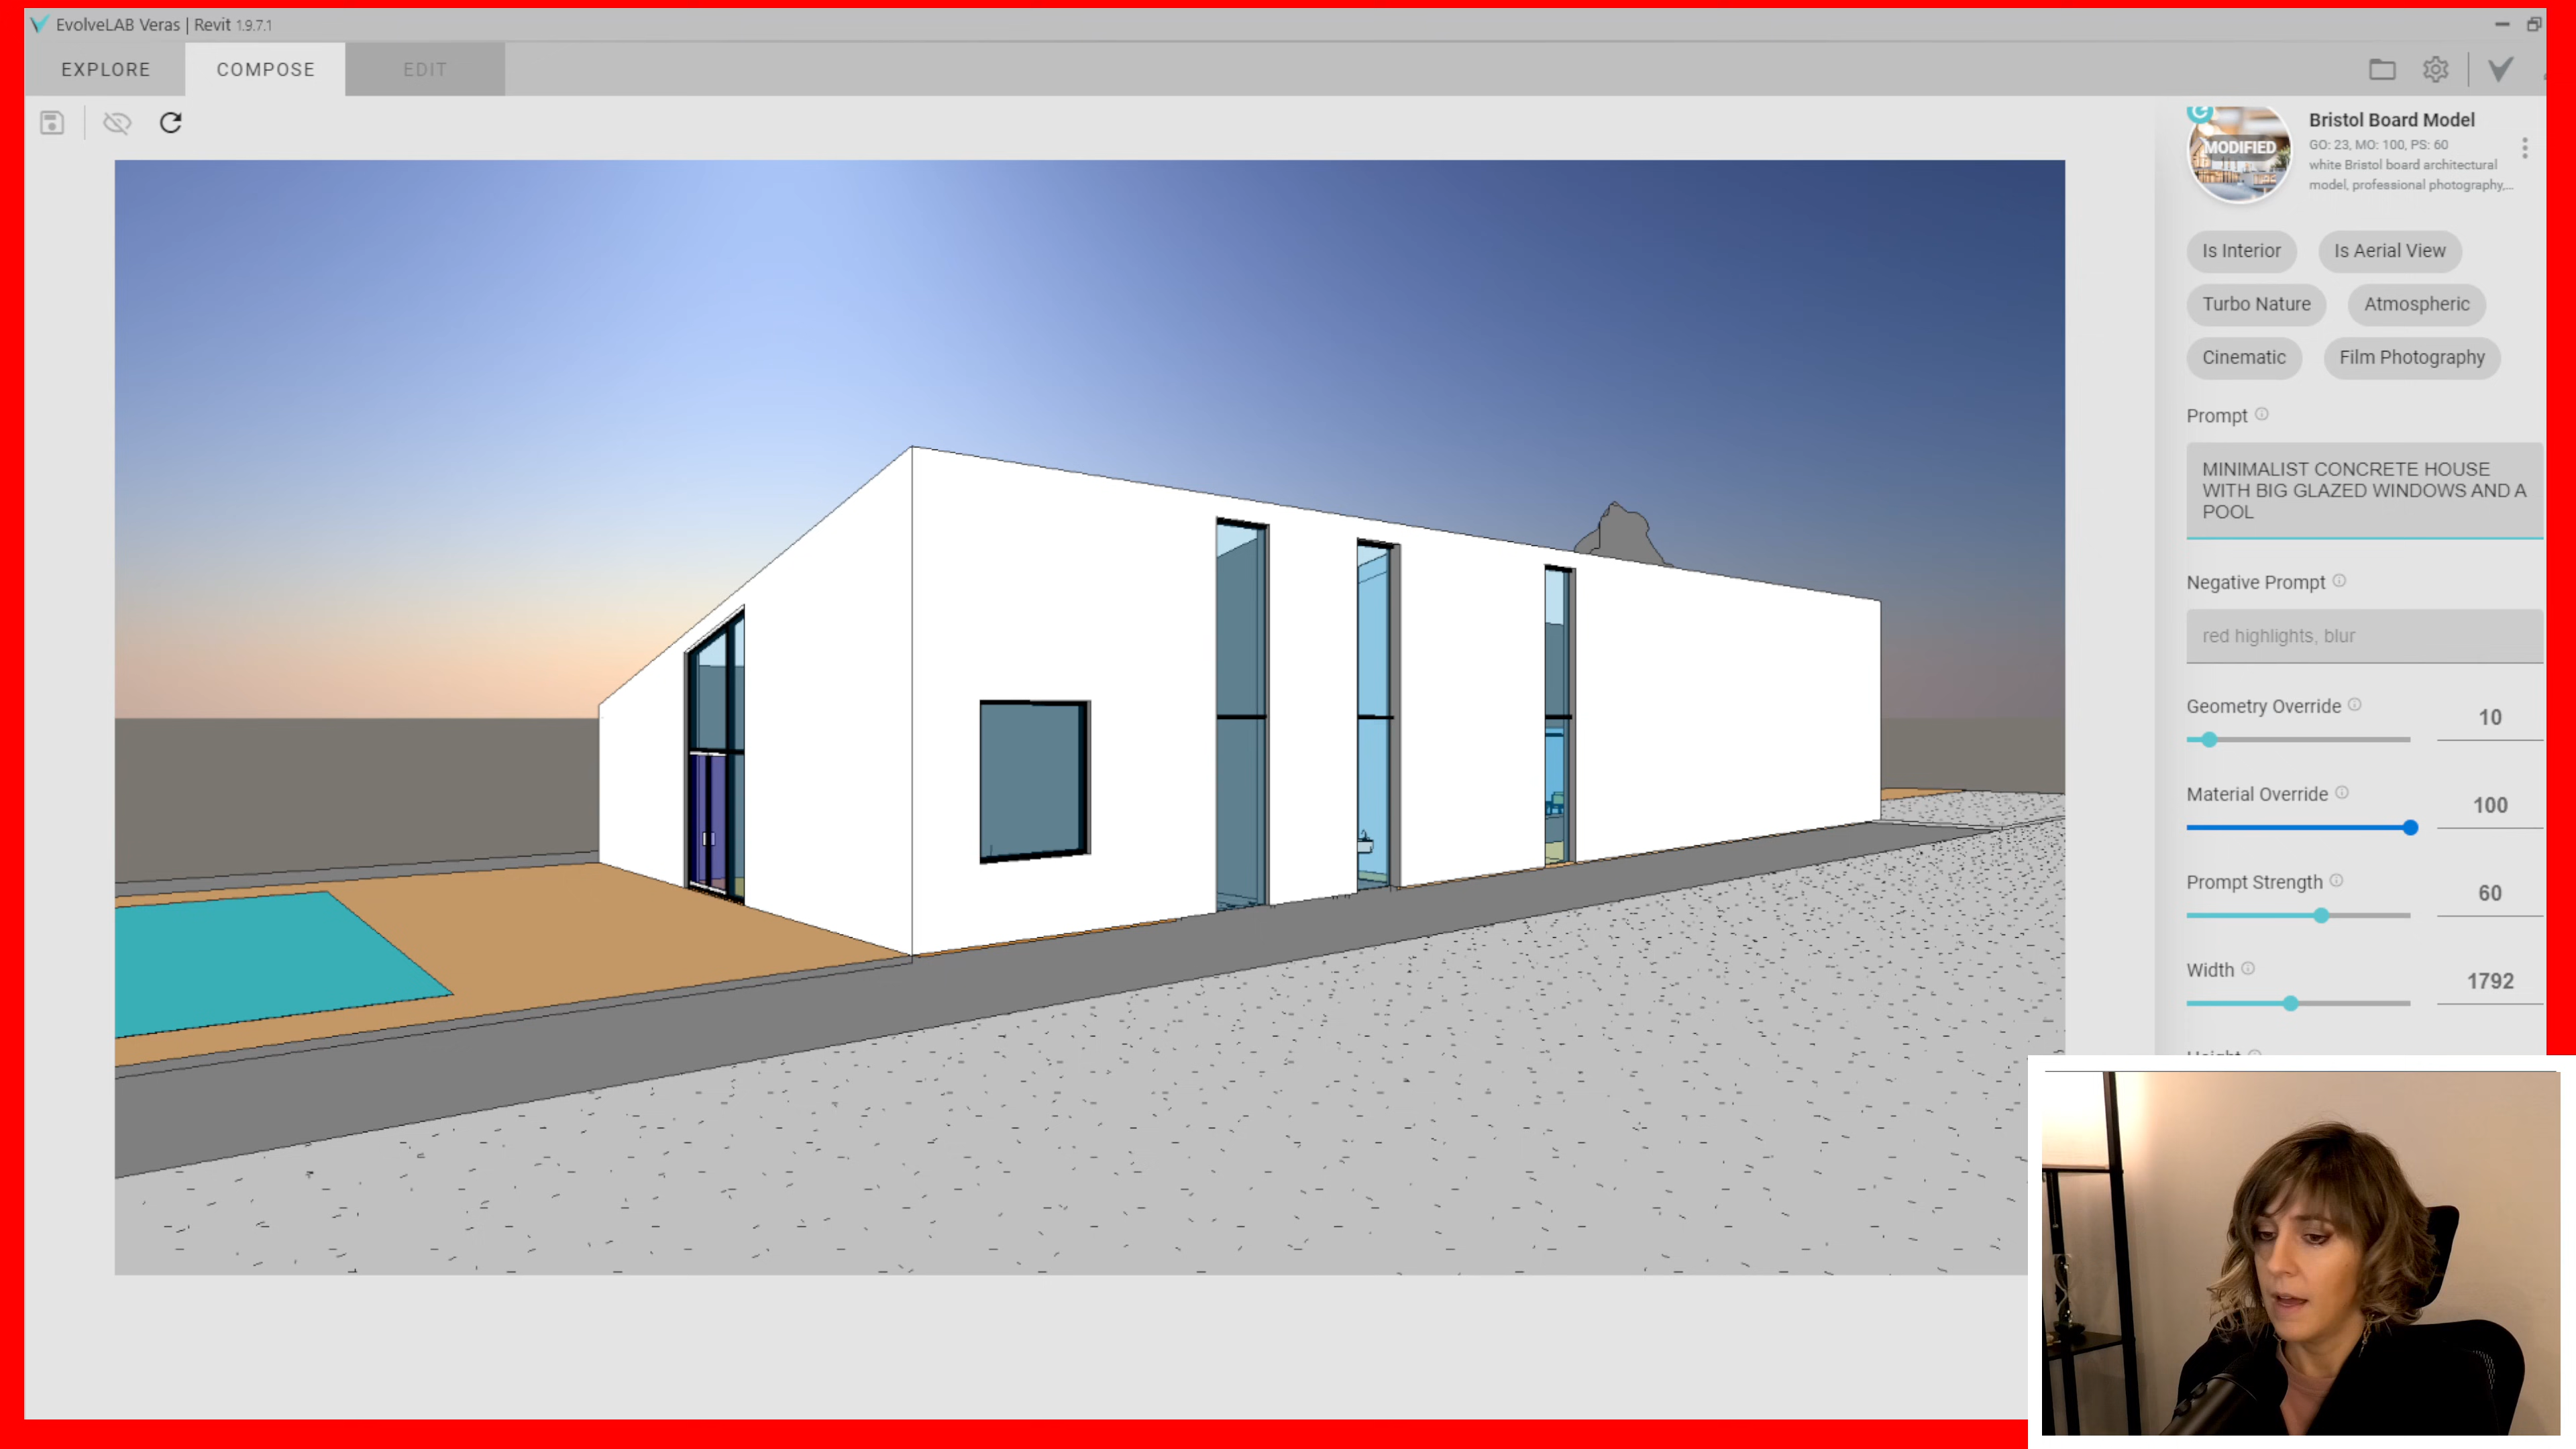 EvolveLAB Veras | Revit 1.9.7.1
EXPLORE
COMPOSE
EDIT
MODIFIED
Bristol Board Model
GO: 23, MO: 100, PS: 60
white Bristol board architectural
model, professional photography,...
Is Interior
Is Aerial View
Turbo Nature
Atmospheric
Cinematic
Film Photography
Prompt
MINIMALIST CONCRETE HOUSE
WITH BIG GLAZED WINDOWS AND A
POOL
Negative Prompt
red highlights, blur
Geometry Override
10
Material Override
100
Prompt Strength
60
Width
1792